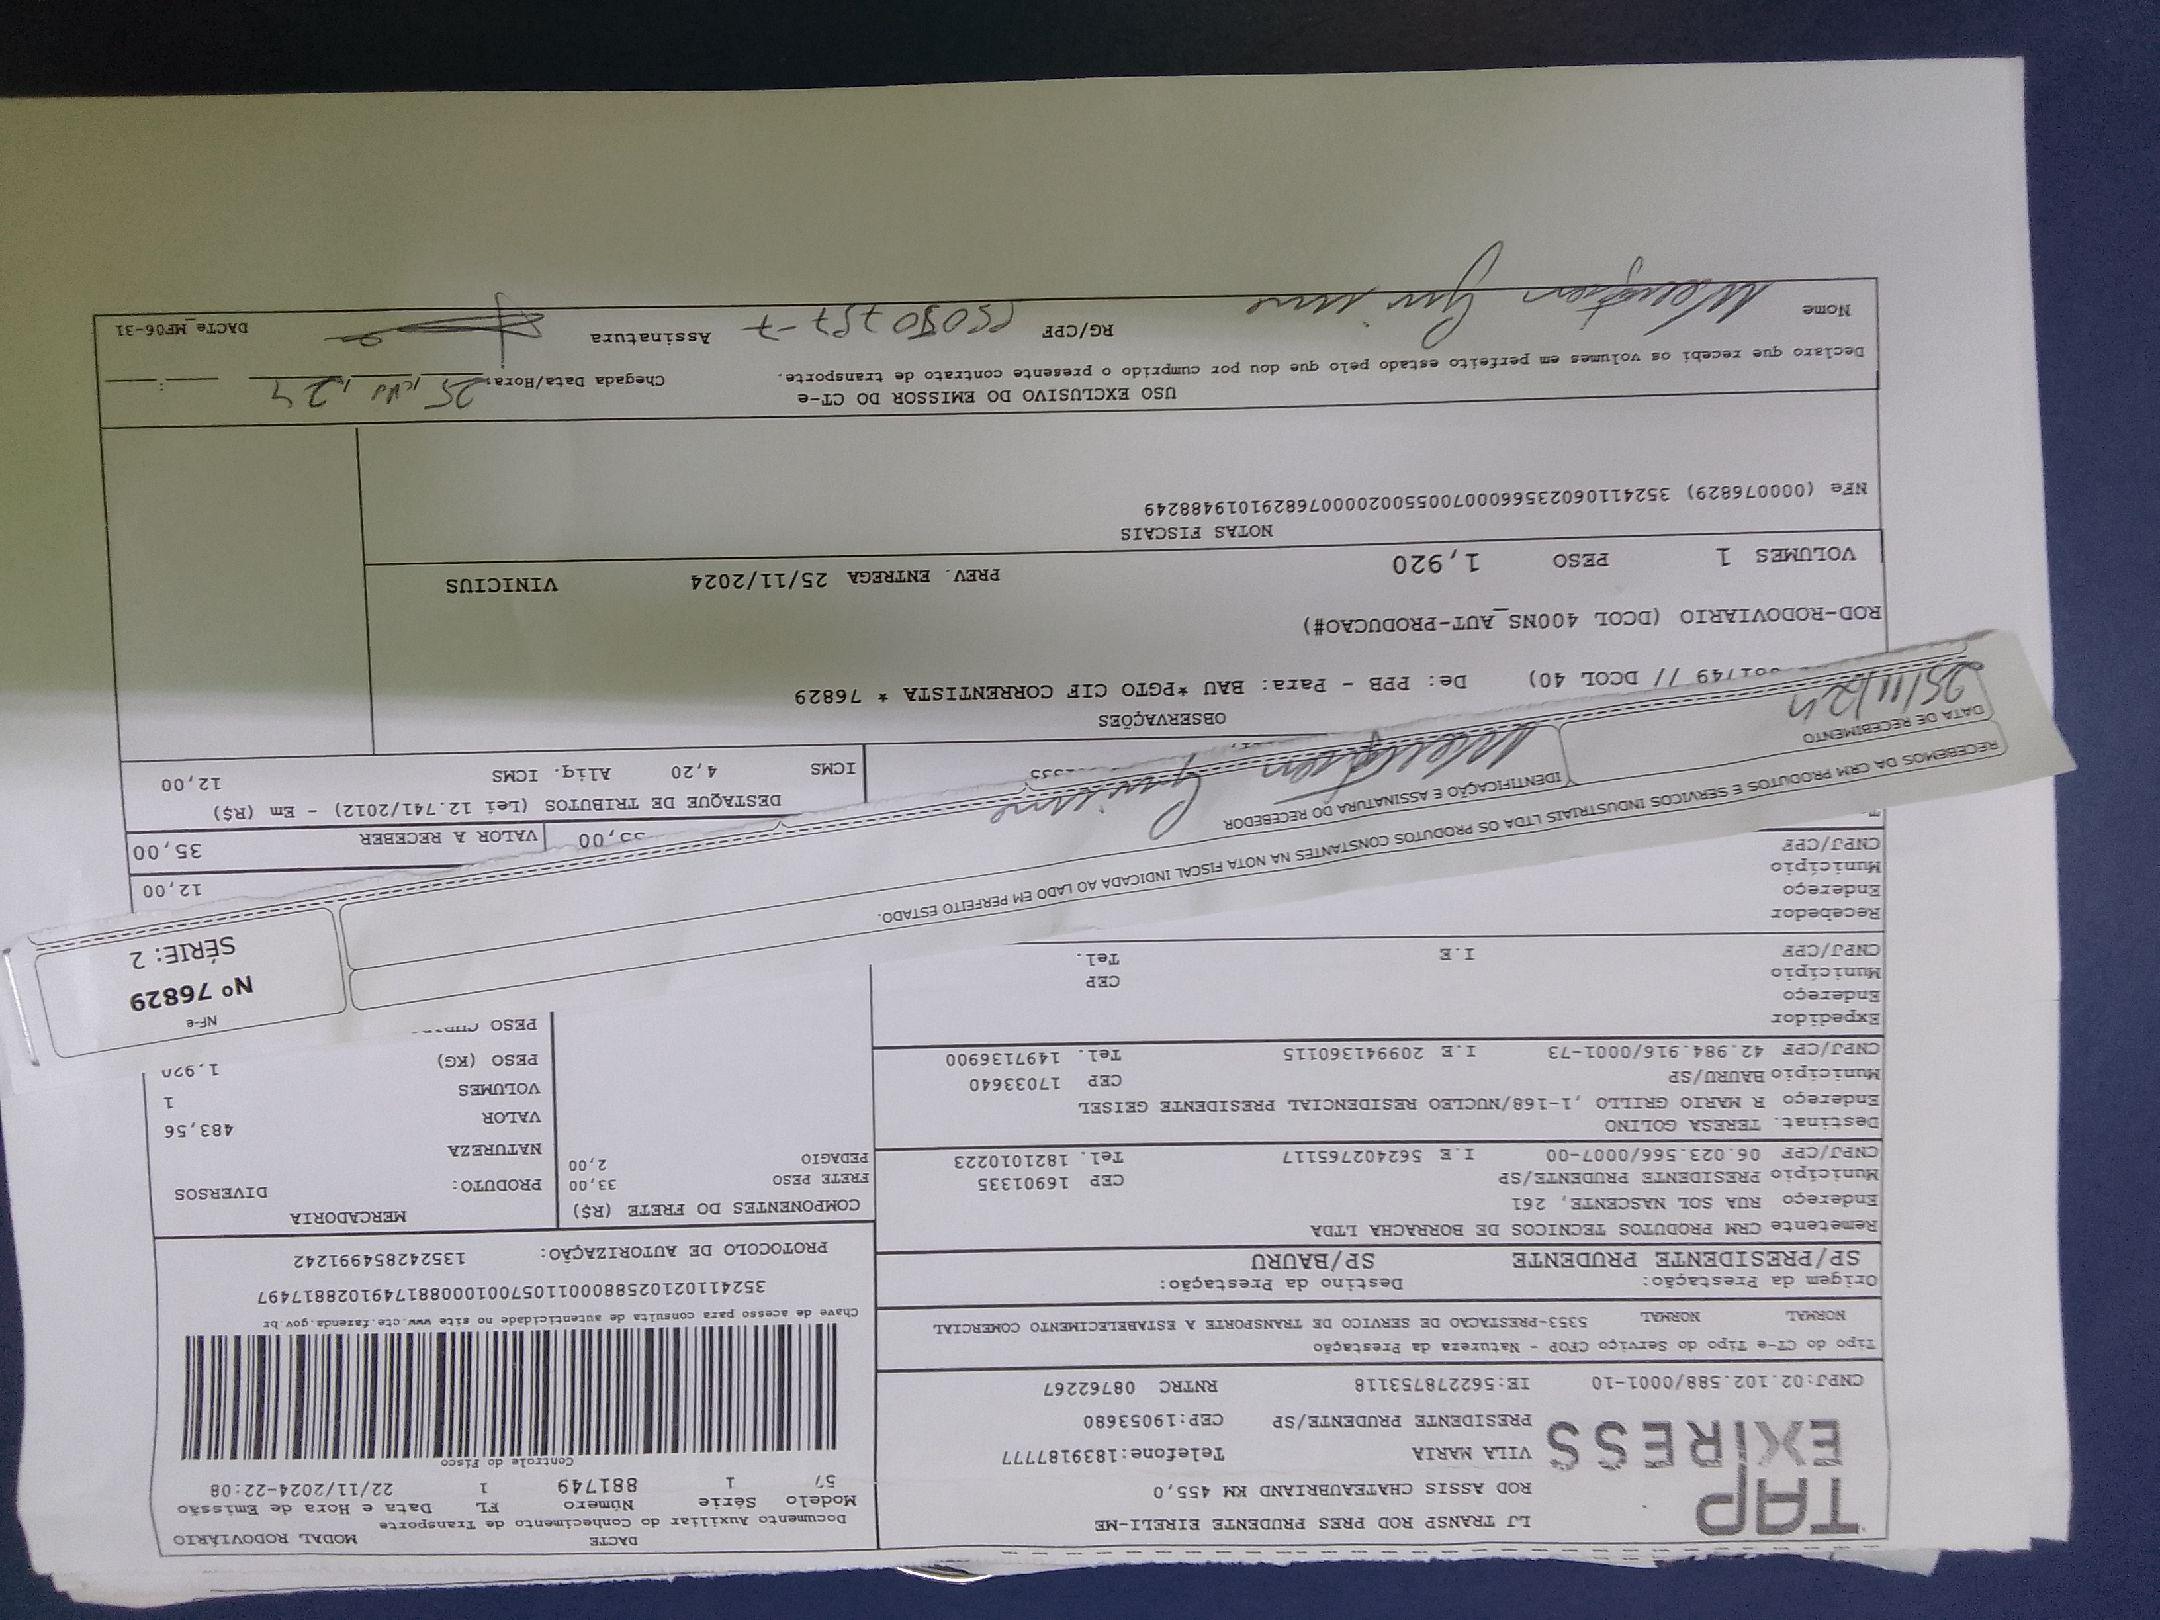 TAP
EXPRESS
LJ TRANSP ROD PRES PRUDENTE EIRELI-ME
ROD ASSIS CHATEAUBRIAND KM 455,0
VILA MARIA Telefone:1839187777
PRESIDENTE PRUDENTE/SP CEP:19053680
CNPJ:02.102.588/0001-10 IE:562278753118 RNTRC 08762267
DACTE MODAL RODOVIÁRIO
Documento Auxiliar do Conhecimento de Transporte
Modelo Série Número FL Data e Hora de Emissão
57 1 881749 1 22/11/2024-22:08
Controle do Fisco
Chave de acesso para consulta de autenticidade no site www.cte.fazenda.gov.br
35241102102588000110570010008817491028817497
PROTOCOLO DE AUTORIZAÇÃO: 135242854991242
Tipo do CT-e Tipo do Serviço CFOP - Natureza da Prestação
NORMAL NORMAL 5353-PRESTACAO DE SERVICO DE TRANSPORTE A ESTABELECIMENTO COMERCIAL
Origem da Prestação: Destino da Prestação:
SP/PRESIDENTE PRUDENTE SP/BAURU
Remetente CRM PRODUTOS TECNICOS DE BORRACHA LTDA
Endereço RUA SOL NASCENTE, 261
Município PRESIDENTE PRUDENTE/SP CEP 16901335
CNPJ/CPF 06.023.566/0007-00 I.E 562402765117 Tel. 1821010223
Destinat. TERESA GOLINO
Endereço R MARIO GRILLO ,1-168/NUCLEO RESIDENCIAL PRESIDENTE GEISEL
Município BAURU/SP CEP 17033640
CNPJ/CPF 42.984.916/0001-73 I.E 209941360115 Tel. 1497136900
Expedidor
Endereço
Município CEP
CNPJ/CPF I.E Tel.
Recebedor
Endereço
Município
CNPJ/CPF
COMPONENTES DO FRETE (R$)
FRETE PESO 33,00
PEDAGIO 2,00
MERCADORIA
PRODUTO: DIVERSOS
NATUREZA
VALOR 483,56
VOLUMES 1
PESO (KG) 1,920
PESO
NF-e
Nº 76829
SÉRIE: 2
RECEBEMOS DA CRM PRODUTOS E SERVICOS INDUSTRIAIS LTDA OS PRODUTOS CONSTANTES NA NOTA FISCAL INDICADA AO LADO EM PERFEITO ESTADO.
DATA DE RECEBIMENTO IDENTIFICAÇÃO E ASSINATURA DO RECEBEDOR
25/11/24
12,00
VALOR A RECEBER 35,00
DESTAQUE DE TRIBUTOS (Lei 12.741/2012) - Em (R$)
ICMS 4,20 Aliq. ICMS 12,00
OBSERVAÇÕES
// DCOL 40) De: PPB - Para: BAU *PGTO CIF CORRENTISTA * 76829
ROD-RODOVIARIO (DCOL 400NS_AUT-PRODUCAO#)
VOLUMES 1 PESO 1,920 PREV. ENTREGA 25/11/2024 VINICIUS
NOTAS FISCAIS
NFe (000076829) 35241106023566000700550020000768291019488249
USO EXCLUSIVO DO EMISSOR DO CT-e
Declaro que recebi os volumes em perfeito estado pelo que dou por cumprido o presente contrato de transporte.
Chegada Data/Hora:
Nome RG/CPF Assinatura
DACTe_MF06-31